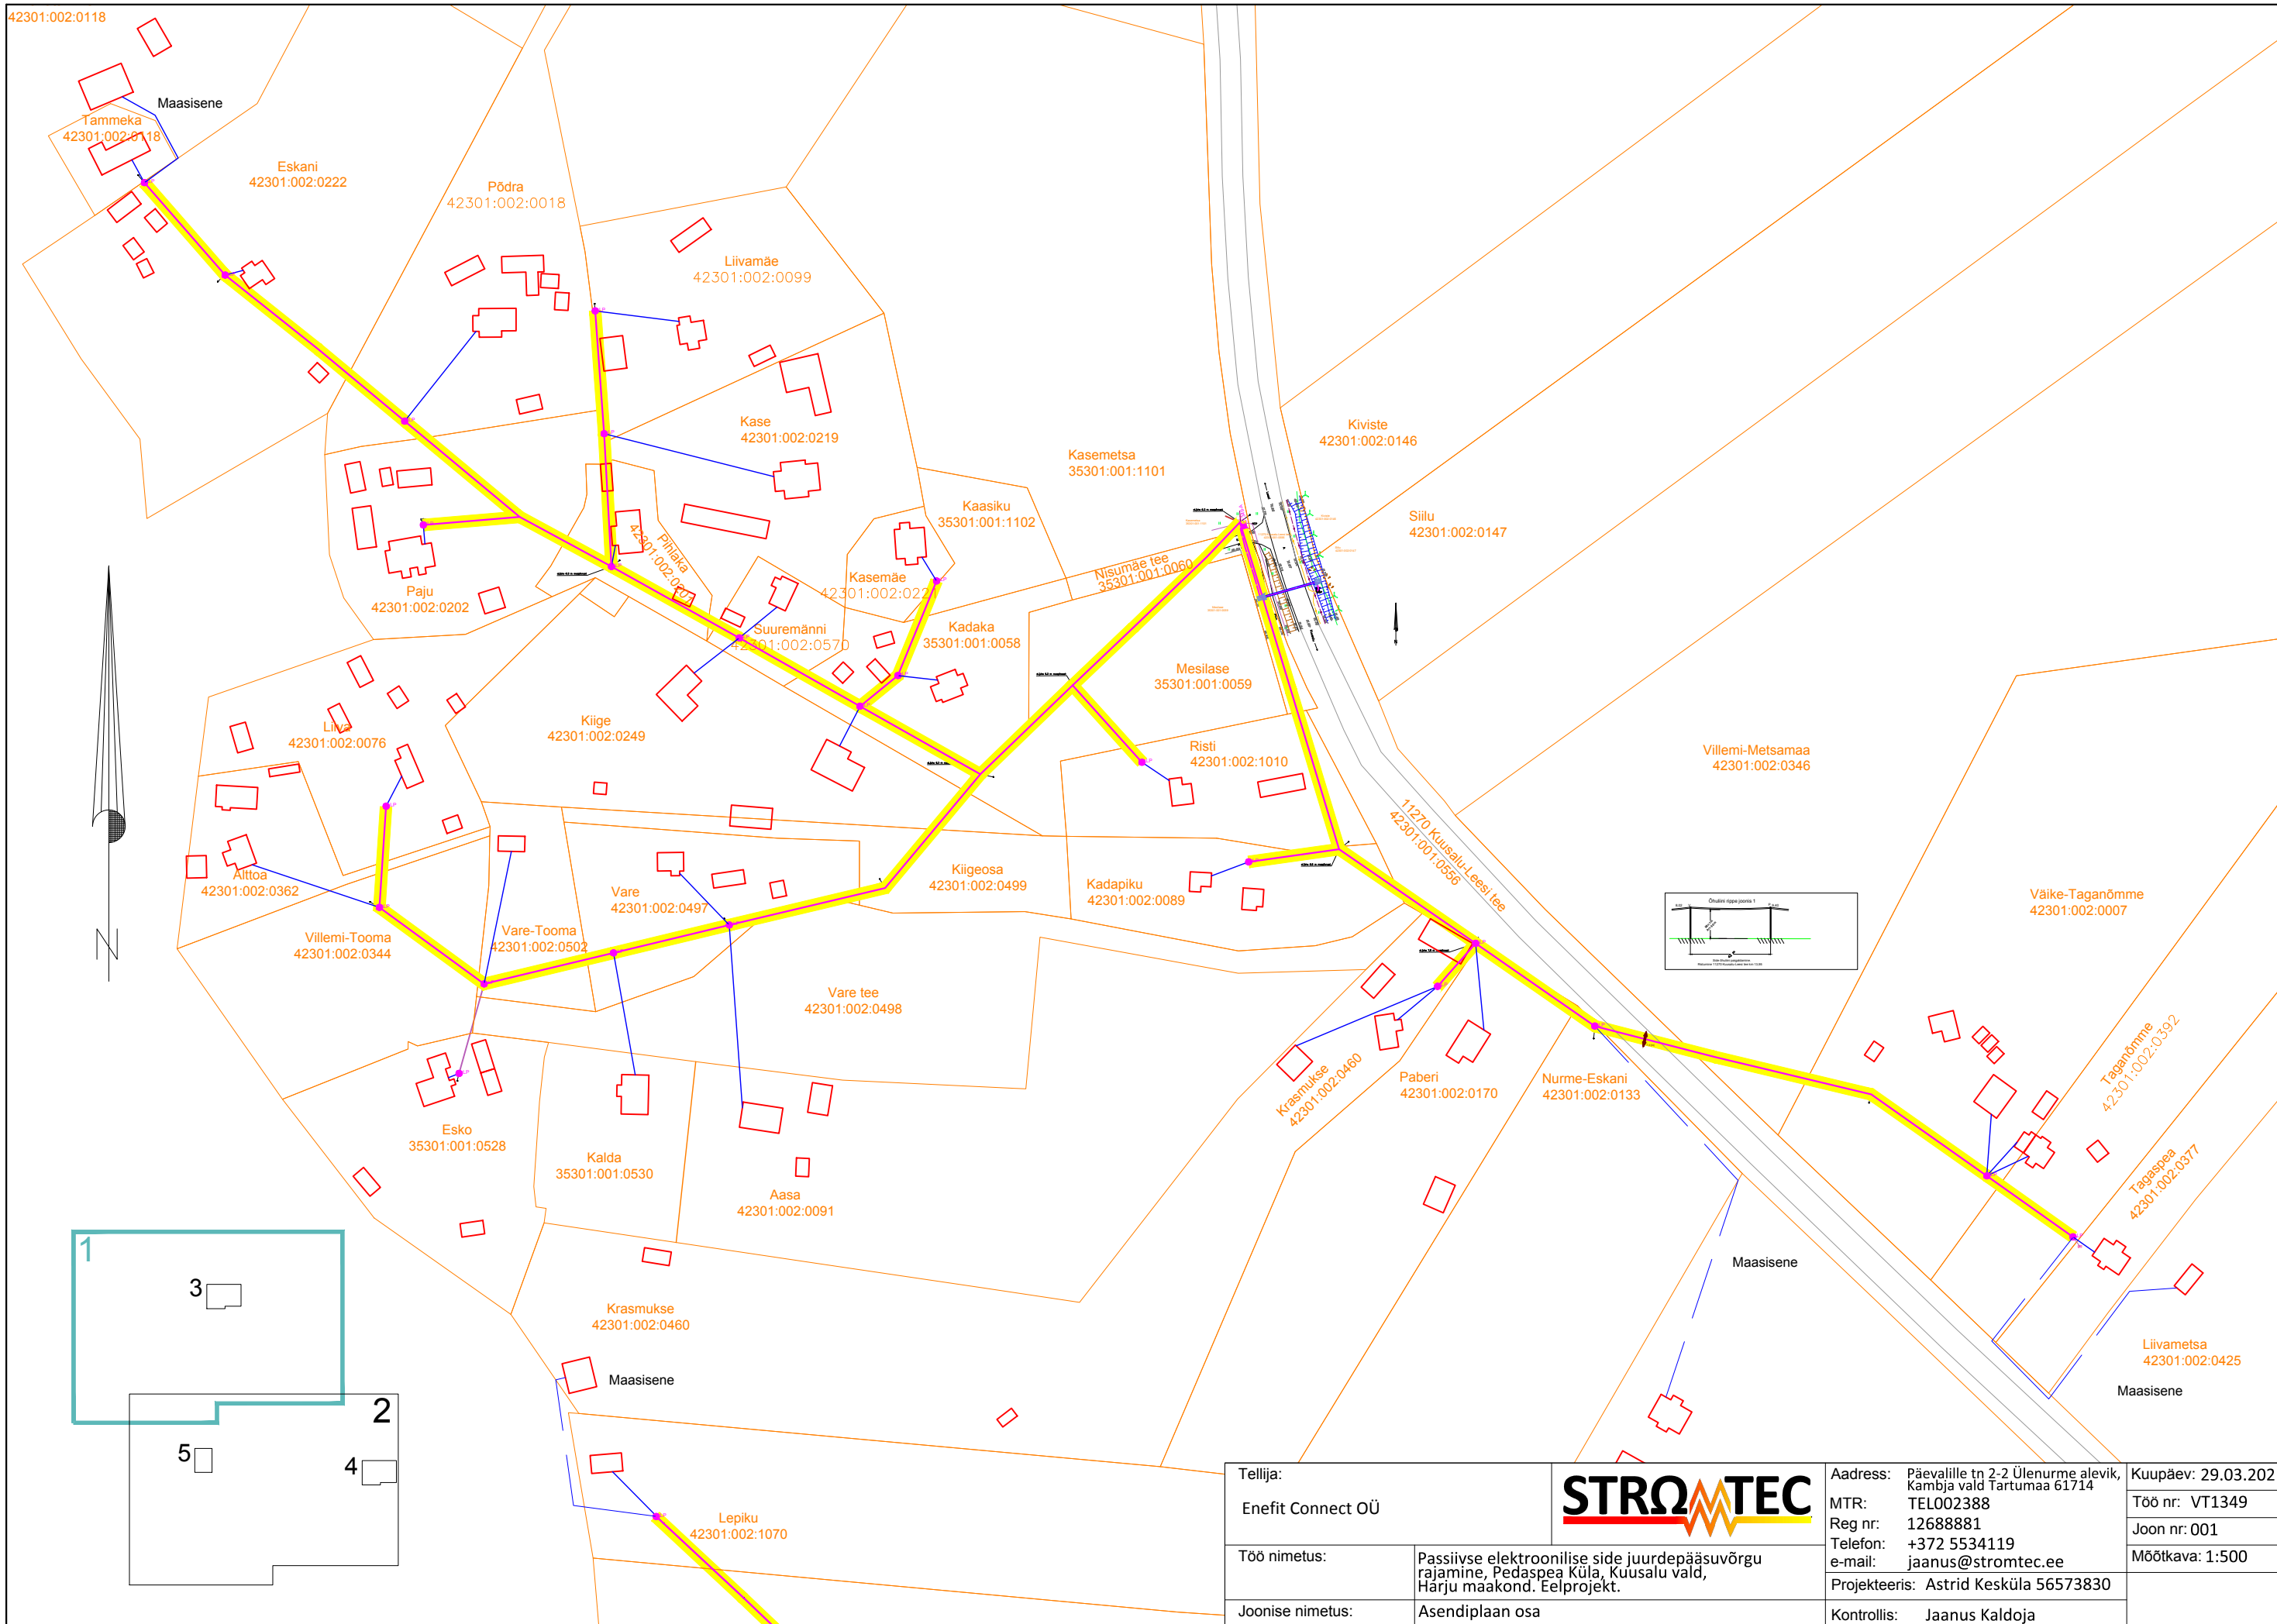 42301:002:0118
Maasisene
Tammeka
42301:002:0118
Eskani
42301:002:0222
Põdra
42301:002:0018
Liivamäe
42301:002:0099
Kase
42301:002:0219
Kasemetsa
35301:001:1101
Kiviste
42301:002:0146
Kaasiku
35301:001:1102
Siilu
42301:002:0147
Pihlaka
Nisumäe tee
35301:001:0060
Kasemäe
Paju
42301:002:0202
Suuremänni
42301:002:0570
Kadaka
35301:001:0058
Mesilase
35301:001:0059
Liiva
42301:002:0076
Kiige
42301:002:0249
Risti
42301:002:1010
Villemi-Metsamaa
42301:002:0346
11270 Kuusalu-Leesi tee
42301:001:0556
Alttoa
42301:002:0362
Vare
42301:002:0497
Kiigeosa
42301:002:0499
Kadapiku
42301:002:0089
Väike-Taganõmme
42301:002:0007
Õhuliini rippe joonis 1
Villemi-Tooma
42301:002:0344
Vare-Tooma
42301:002:0502
Vare tee
42301:002:0498
Taganõmme
42301:002:0392
Krasmukse
42301:002:0460
Paberi
42301:002:0170
Nurme-Eskani
42301:002:0133
Esko
35301:001:0528
Kalda
35301:001:0530
Aasa
42301:002:0091
Tagaspea
42301:002:0377
Maasisene
Krasmukse
42301:002:0460
Liivametsa
42301:002:0425
Maasisene
Maasisene
Lepiku
42301:002:1070
N
1
3
2
5
4
Tellija:
Enefit Connect OÜ
STROMTEC
Aadress: Päevalille tn 2-2 Ülenurme alevik,
Kambja vald Tartumaa 61714
MTR: TEL002388
Reg nr: 12688881
Telefon: +372 5534119
e-mail: jaanus@stromtec.ee
Kuupäev: 29.03.202
Töö nr: VT1349
Joon nr: 001
Mõõtkava: 1:500
Töö nimetus:
Passiivse elektroonilise side juurdepääsuvõrgu
rajamine, Pedaspea Küla, Kuusalu vald,
Harju maakond. Eelprojekt.
Projekteeris: Astrid Kesküla 56573830
Joonise nimetus:
Asendiplaan osa
Kontrollis: Jaanus Kaldoja